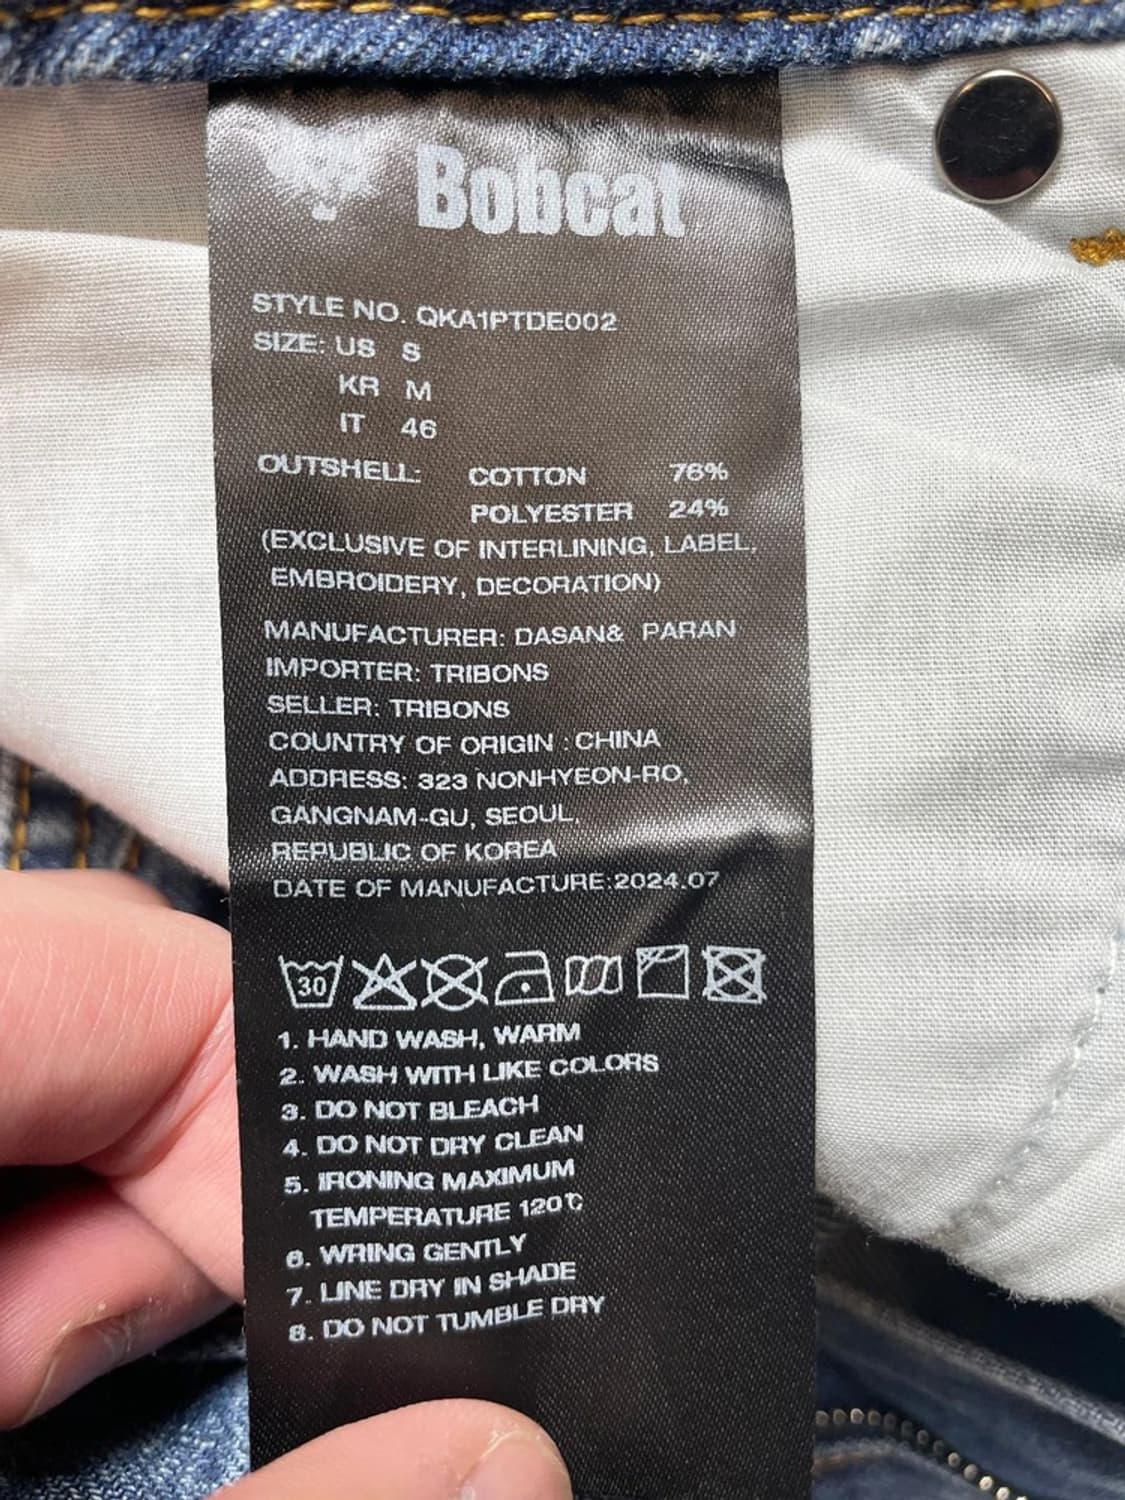 Bobcat
STYLE NO. QKA1PTDE002
SIZE: US S
KR M
IT 46
OUTSHELL: COTTON 76%
POLYESTER 24%
(EXCLUSIVE OF INTERLINING, LABEL,
EMBROIDERY, DECORATION)
MANUFACTURER: DASAN& PARAN
IMPORTER: TRIBONS
SELLER: TRIBONS
COUNTRY OF ORIGIN : CHINA
ADDRESS: 323 NONHYEON-RO,
GANGNAM-GU, SEOUL,
REPUBLIC OF KOREA
DATE OF MANUFACTURE:2024.07
30
1. HAND WASH, WARM
2. WASH WITH LIKE COLORS
3. DO NOT BLEACH
4. DO NOT DRY CLEAN
5. IRONING MAXIMUM
TEMPERATURE 120℃
6. WRING GENTLY
7. LINE DRY IN SHADE
8. DO NOT TUMBLE DRY